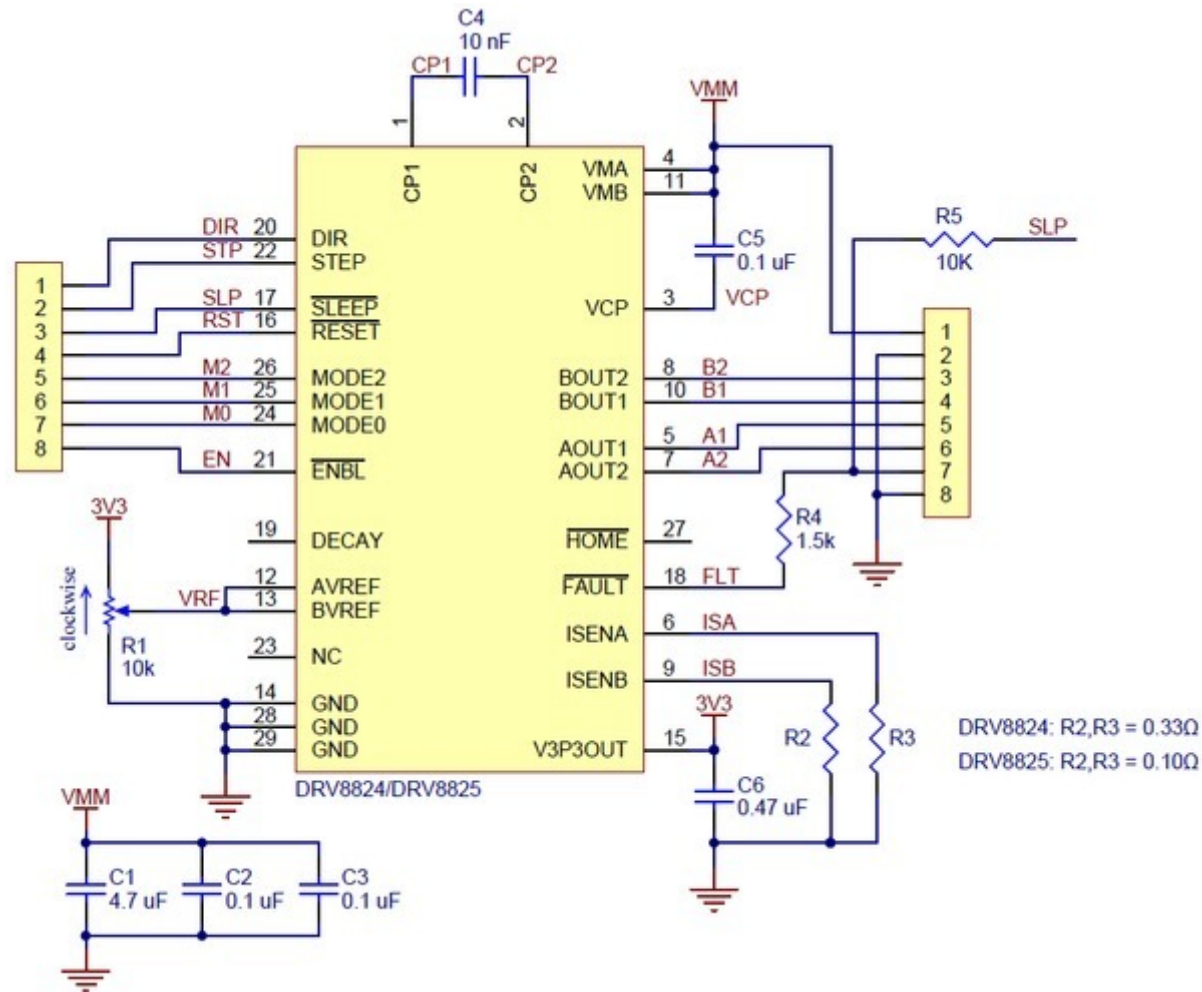 C4
10 nF
CP1
CP2
1
2
CP1
CP2
VMM
VMA
4
VMB
11
C5
0.1 uF
VCP
3
VCP
R5
10K
SLP
DIR
20
DIR
STP
22
STEP
SLP
17
SLEEP
RST
16
RESET
M2
26
MODE2
M1
25
MODE1
M0
24
MODE0
EN
21
ENBL
1
2
3
4
5
6
7
8
BOUT2
8
B2
BOUT1
10
B1
AOUT1
5
A1
AOUT2
7
A2
1
2
3
4
5
6
7
8
3V3
clockwise
R1
10k
VRF
19
DECAY
12
AVREF
13
BVREF
23
NC
14
GND
28
GND
29
GND
HOME
27
R4
1.5k
FAULT
18
FLT
ISENA
6
ISA
ISENB
9
ISB
3V3
V3P3OUT
15
R2
R3
DRV8824: R2,R3 = 0.33Ω
DRV8825: R2,R3 = 0.10Ω
C6
0.47 uF
DRV8824/DRV8825
VMM
C1
4.7 uF
C2
0.1 uF
C3
0.1 uF